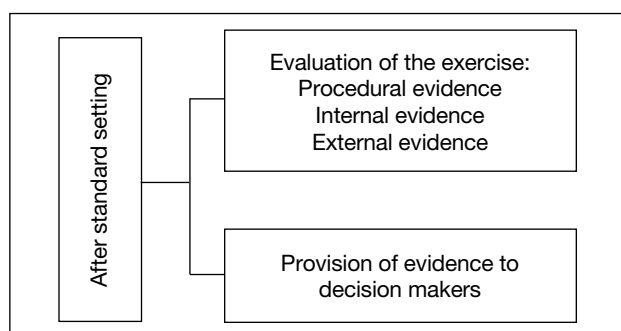 After standard setting
Evaluation of the exercise:
Procedural evidence
Internal evidence
External evidence
Provision of evidence to
decision makers